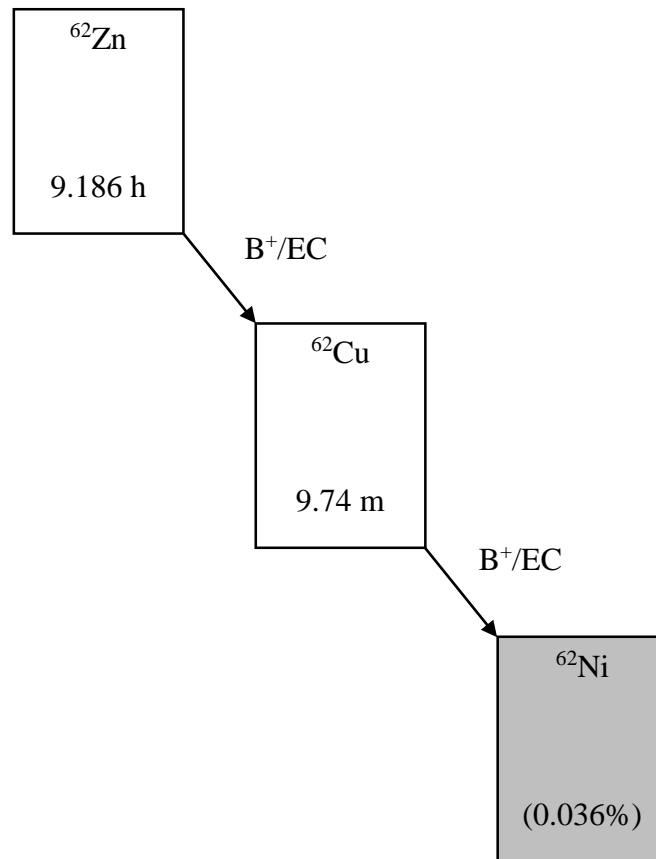 ⁶²Zn
9.186 h
B⁺/EC
⁶²Cu
9.74 m
B⁺/EC
⁶²Ni
(0.036%)